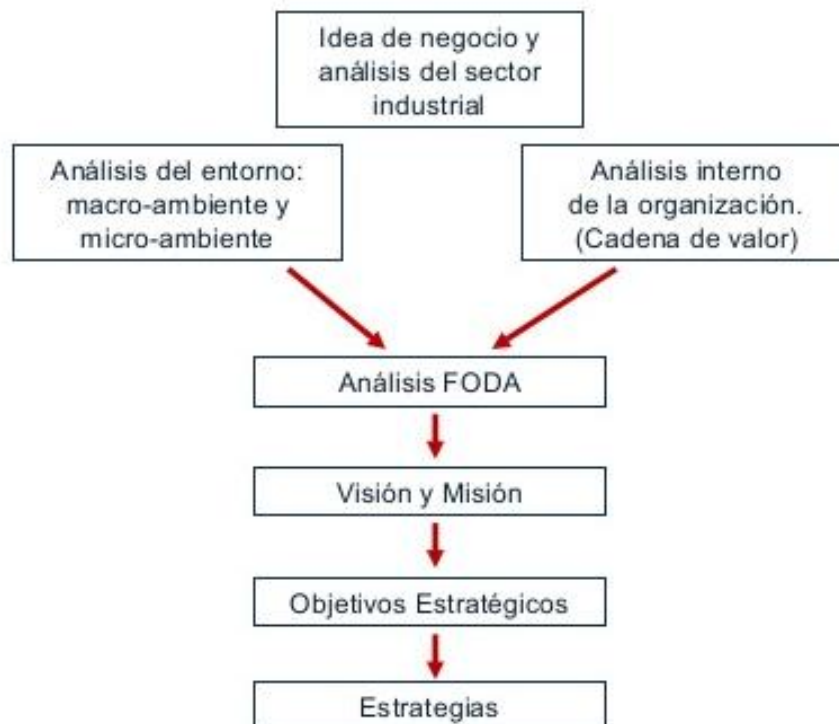 Idea de negocio y
análisis del sector
industrial
Análisis del entorno:
macro-ambiente y
micro-ambiente
Análisis interno
de la organización.
(Cadena de valor)
Análisis FODA
Visión y Misión
Objetivos Estratégicos
Estrategias